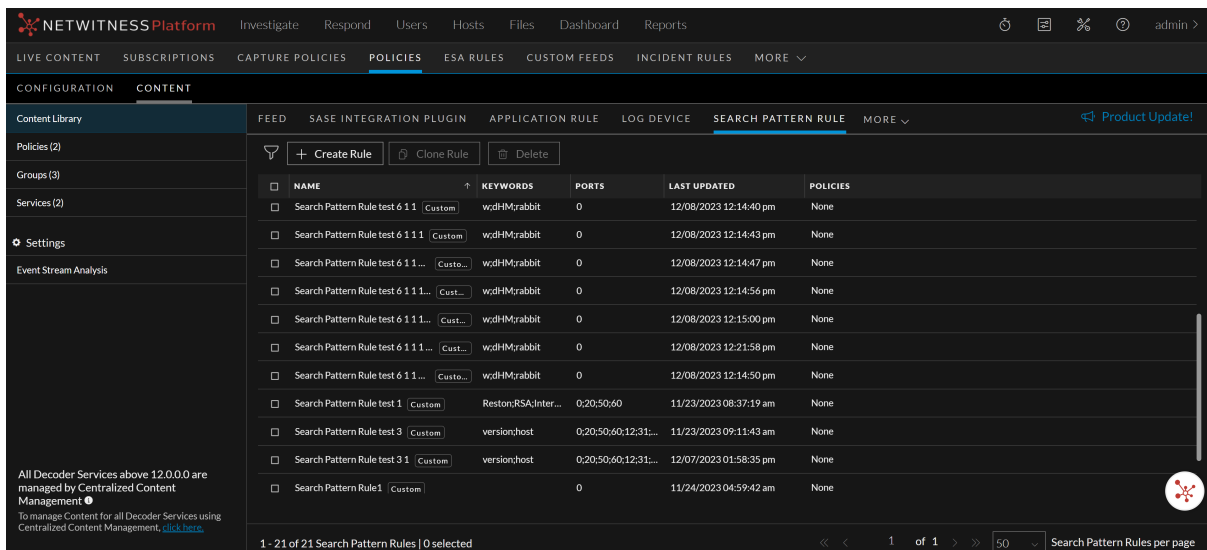 NETWITNESS Platform Investigate Respond Users Hosts Files Dashboard Reports admin >
LIVE CONTENT SUBSCRIPTIONS CAPTURE POLICIES POLICIES ESA RULES CUSTOM FEEDS INCIDENT RULES MORE
CONFIGURATION CONTENT
Content Library
Policies (2)
Groups (3)
Services (2)
Settings
Event Stream Analysis
All Decoder Services above 12.0.0.0 are
managed by Centralized Content
Management
To manage Content for all Decoder Services using
Centralized Content Management, click here.
FEED SASE INTEGRATION PLUGIN APPLICATION RULE LOG DEVICE SEARCH PATTERN RULE MORE Product Update!
+ Create Rule Clone Rule Delete
NAME ↑ KEYWORDS PORTS LAST UPDATED POLICIES
Search Pattern Rule test 6 1 1 Custom w;dHM;rabbit 0 12/08/2023 12:14:40 pm None
Search Pattern Rule test 6 1 1 1 Custom w;dHM;rabbit 0 12/08/2023 12:14:43 pm None
Search Pattern Rule test 6 1 1 ... Custo... w;dHM;rabbit 0 12/08/2023 12:14:47 pm None
Search Pattern Rule test 6 1 1 1... Cust... w;dHM;rabbit 0 12/08/2023 12:14:56 pm None
Search Pattern Rule test 6 1 1 1... Cust... w;dHM;rabbit 0 12/08/2023 12:15:00 pm None
Search Pattern Rule test 6 1 1 1 ... Cust... w;dHM;rabbit 0 12/08/2023 12:21:58 pm None
Search Pattern Rule test 6 1 1 ... Custo... w;dHM;rabbit 0 12/08/2023 12:14:50 pm None
Search Pattern Rule test 1 Custom Reston;RSA;Inter... 0;20;50;60 11/23/2023 08:37:19 am None
Search Pattern Rule test 3 Custom version;host 0;20;50;60;12;31;... 11/23/2023 09:11:43 am None
Search Pattern Rule test 3 1 Custom version;host 0;20;50;60;12;31;... 12/07/2023 01:58:35 pm None
Search Pattern Rule1 Custom 0 11/24/2023 04:59:42 am None
1 - 21 of 21 Search Pattern Rules | 0 selected << < 1 of 1 > >> 50 Search Pattern Rules per page